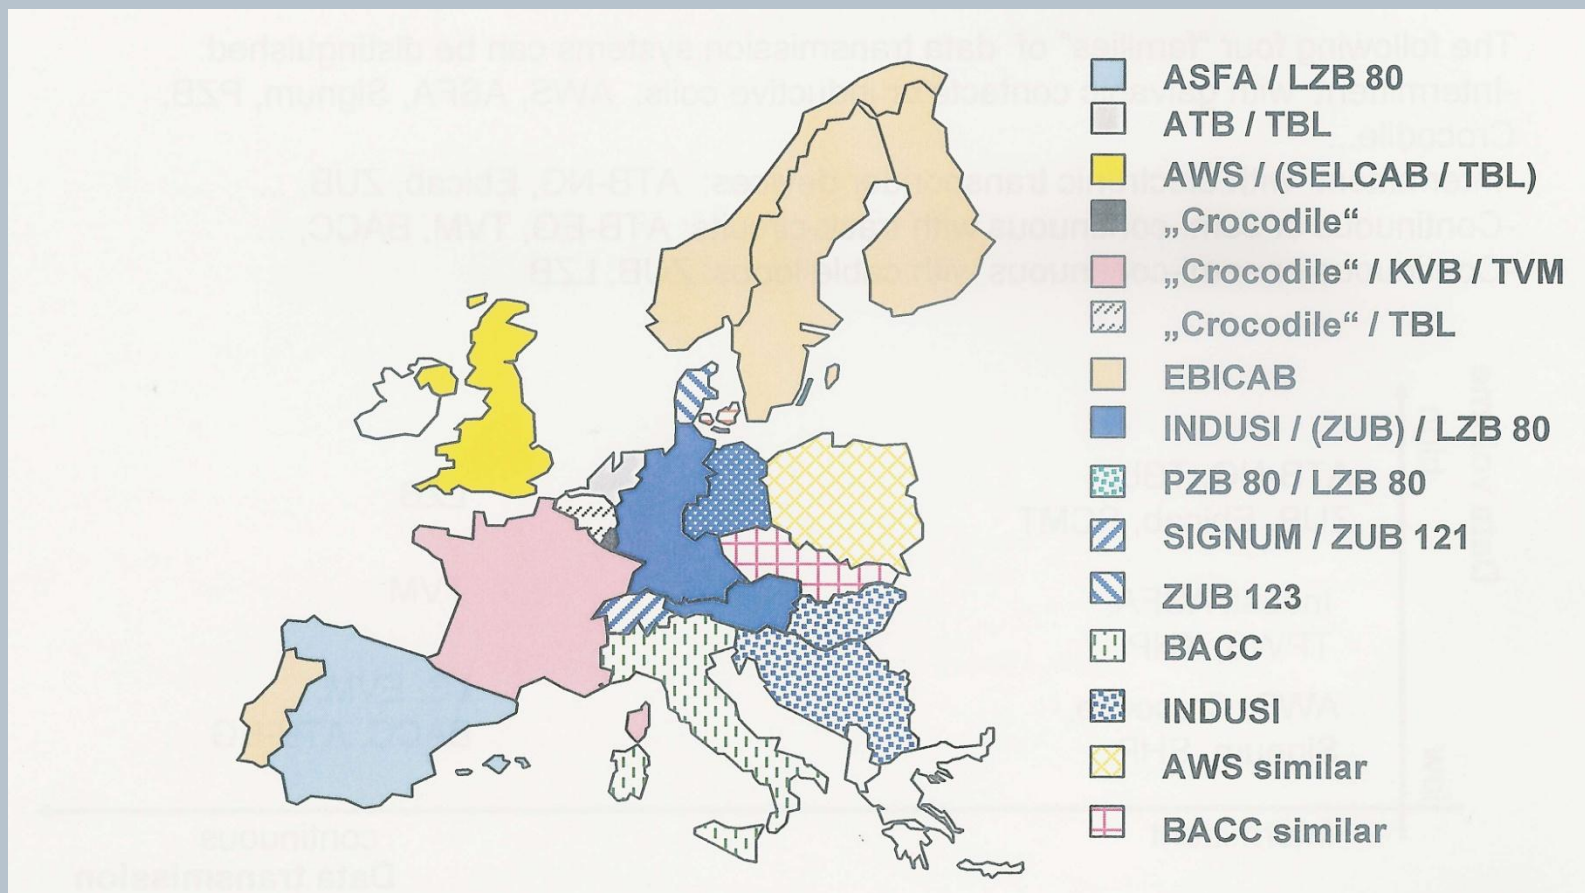 ASFA / LZB 80
ATB / TBL
AWS / (SELCAB / TBL)
„Crocodile“
„Crocodile“ / KVB / TVM
„Crocodile“ / TBL
EBICAB
INDUSI / (ZUB) / LZB 80
PZB 80 / LZB 80
SIGNUM / ZUB 121
ZUB 123
BACC
INDUSI
AWS similar
BACC similar